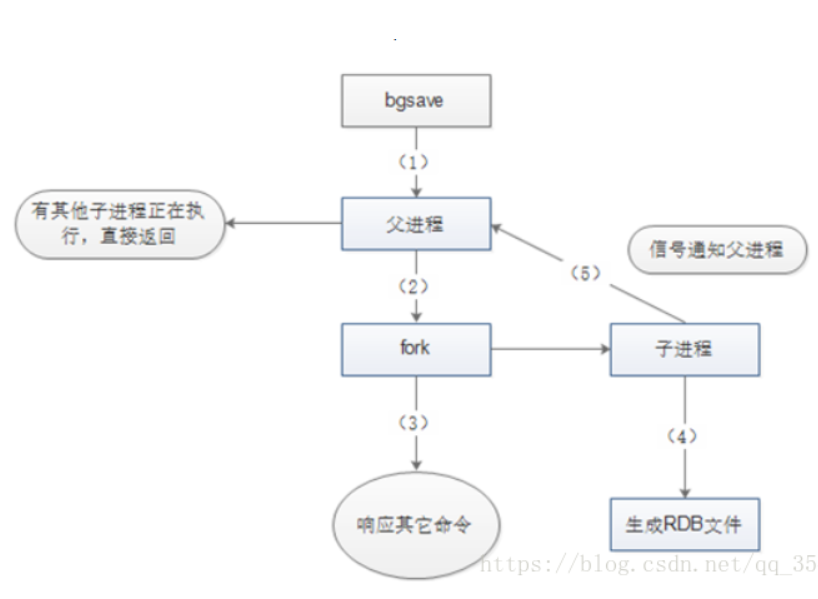 bgsave
（1）
有其他子进程正在执
行，直接返回
父进程
信号通知父进程
（5）
（2）
fork
子进程
（3）
（4）
响应其它命令
生成RDB文件
https://blog.csdn.net/qq_35